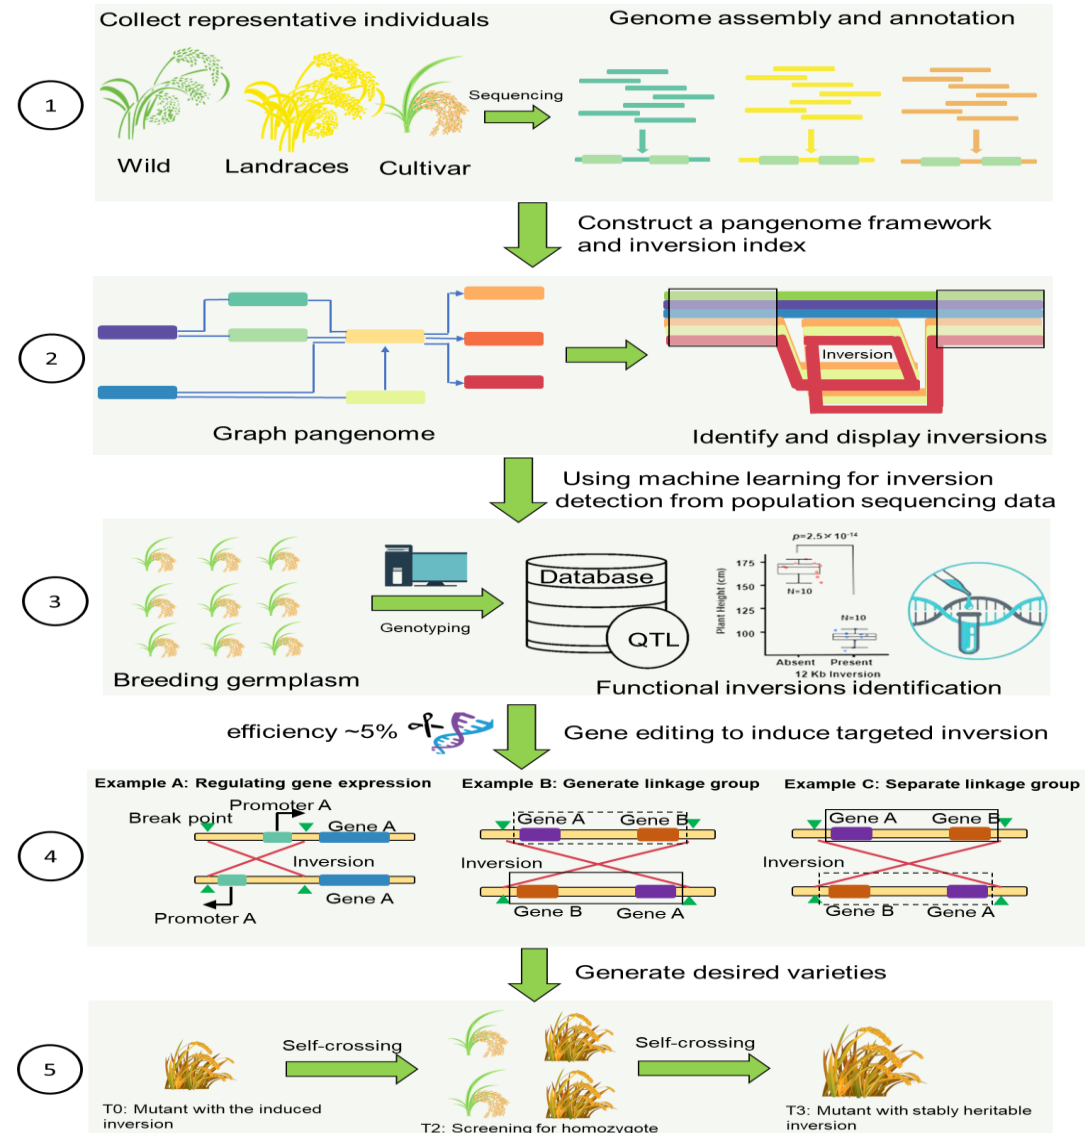 Collect representative individuals
Genome assembly and annotation
1
Sequencing
Wild
Landraces
Cultivar
Construct a pangenome framework
and inversion index
2
Inversion
Graph pangenome
Identify and display inversions
Using machine learning for inversion
detection from population sequencing data
3
Genotyping
Database
QTL
p=2.5×10⁻¹⁴
Plant Height (cm)
175
150
125
100
N=10
N=10
Absent
Present
12 Kb Inversion
Breeding germplasm
Functional inversions identification
efficiency ~5%
Gene editing to induce targeted inversion
4
Example A: Regulating gene expression
Promoter A
Break point
Gene A
Inversion
Gene A
Promoter A
Example B: Generate linkage group
Gene A
Gene B
Inversion
Gene B
Gene A
Example C: Separate linkage group
Gene A
Gene B
Inversion
Gene B
Gene A
Generate desired varieties
5
Self-crossing
Self-crossing
T0: Mutant with the induced
inversion
T2: Screening for homozygote
T3: Mutant with stably heritable
inversion